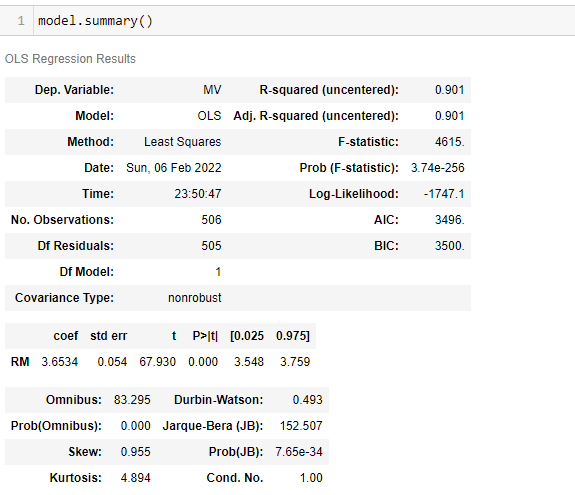 1 model.summary()
OLS Regression Results
Dep. Variable: MV R-squared (uncentered): 0.901
Model: OLS Adj. R-squared (uncentered): 0.901
Method: Least Squares F-statistic: 4615.
Date: Sun, 06 Feb 2022 Prob (F-statistic): 3.74e-256
Time: 23:50:47 Log-Likelihood: -1747.1
No. Observations: 506 AIC: 3496.
Df Residuals: 505 BIC: 3500.
Df Model: 1
Covariance Type: nonrobust
coef std err t P>|t| [0.025 0.975]
RM 3.6534 0.054 67.930 0.000 3.548 3.759
Omnibus: 83.295 Durbin-Watson: 0.493
Prob(Omnibus): 0.000 Jarque-Bera (JB): 152.507
Skew: 0.955 Prob(JB): 7.65e-34
Kurtosis: 4.894 Cond. No. 1.00